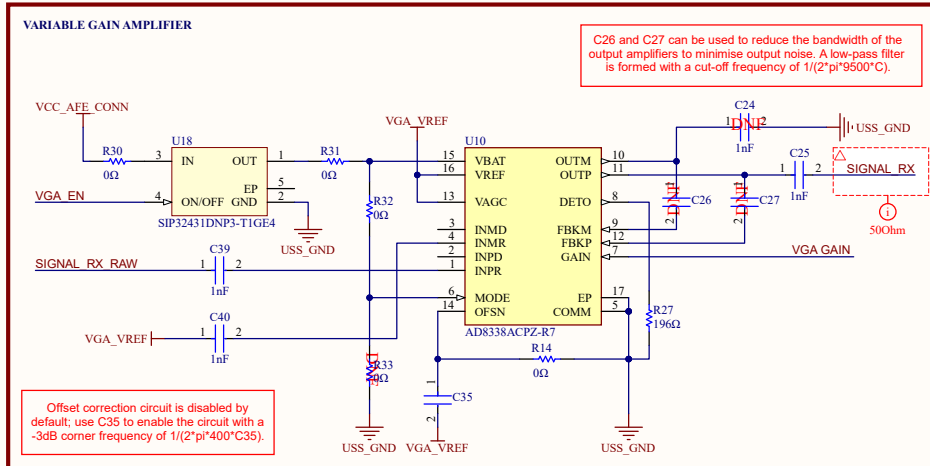 VARIABLE GAIN AMPLIFIER
C26 and C27 can be used to reduce the bandwidth of the
output amplifiers to minimise output noise. A low-pass filter
is formed with a cut-off frequency of 1/(2*pi*9500*C).
VCC_AFE_CONN
R30
0Ω
VGA_EN
U18
3 IN OUT 1
EP 5
4 ON/OFF GND 2
SIP32431DNP3-T1GE4
USS_GND
R31
0Ω
R32
0Ω
VGA_VREF
U10
15 VBAT OUTM 10
16 VREF OUTP 11
13 VAGC DETO 8
3 INMD FBKM 9
4 INMR FBKP 12
2 INPD GAIN 7
1 INPR
6 MODE EP 17
14 OFSN COMM 5
AD8338ACPZ-R7
C24
1 2
DNP
1nF
USS_GND
C25
1 2
1nF
SIGNAL_RX
i
50Ohm
1
DNP
C26
2
1
DNP
C27
2
VGA GAIN
SIGNAL_RX_RAW
C39
1 2
1nF
VGA_VREF
C40
1 2
1nF
R33
0Ω
DNP
USS_GND
R27
196Ω
R14
0Ω
1
C35
2
VGA_VREF
USS_GND
Offset correction circuit is disabled by
default; use C35 to enable the circuit with a
-3dB corner frequency of 1/(2*pi*400*C35).